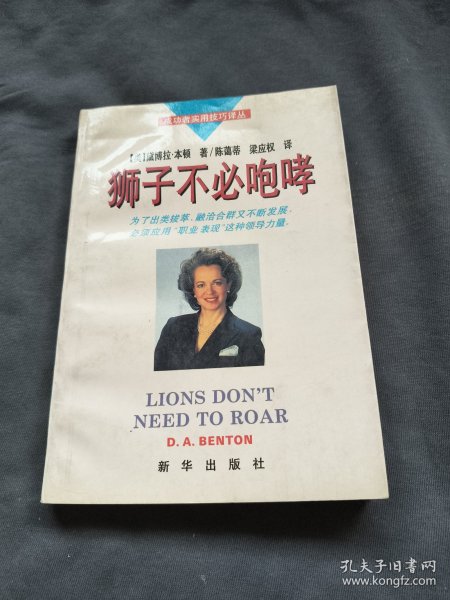 成功者实用技巧译丛
【美】黛博拉·本顿 著/陈蔼蒂 梁应权 译
狮子不必咆哮
为了出类拔萃、融洽合群又不断发展，
必须应用“职业表现”这种领导力量。
LIONS DON'T
NEED TO ROAR
D. A. BENTON
新华出版社
孔夫子旧书网
www.kongfz.com